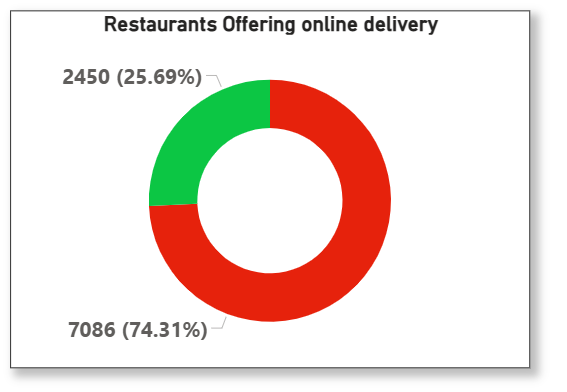 Restaurants Offering online delivery
2450 (25.69%)
7086 (74.31%)